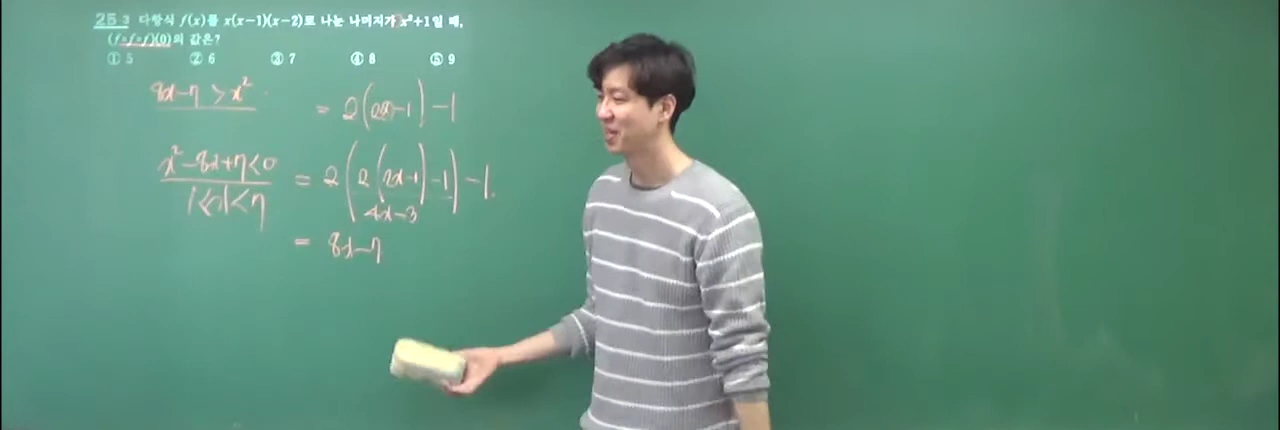 25 3 다항식 f(x)를 x(x-1)(x-2)로 나눈 나머지가 x²+1일 때,
(f∘f∘f)(0)의 값은?
① 5 ② 6 ③ 7 ④ 8 ⑤ 9
8x-7 > x²
= 2(2x-1)-1
x²-8x+7<0
= 2(2(2x-1)-1)-1.
1<x<7
4x-3
= 8x-7